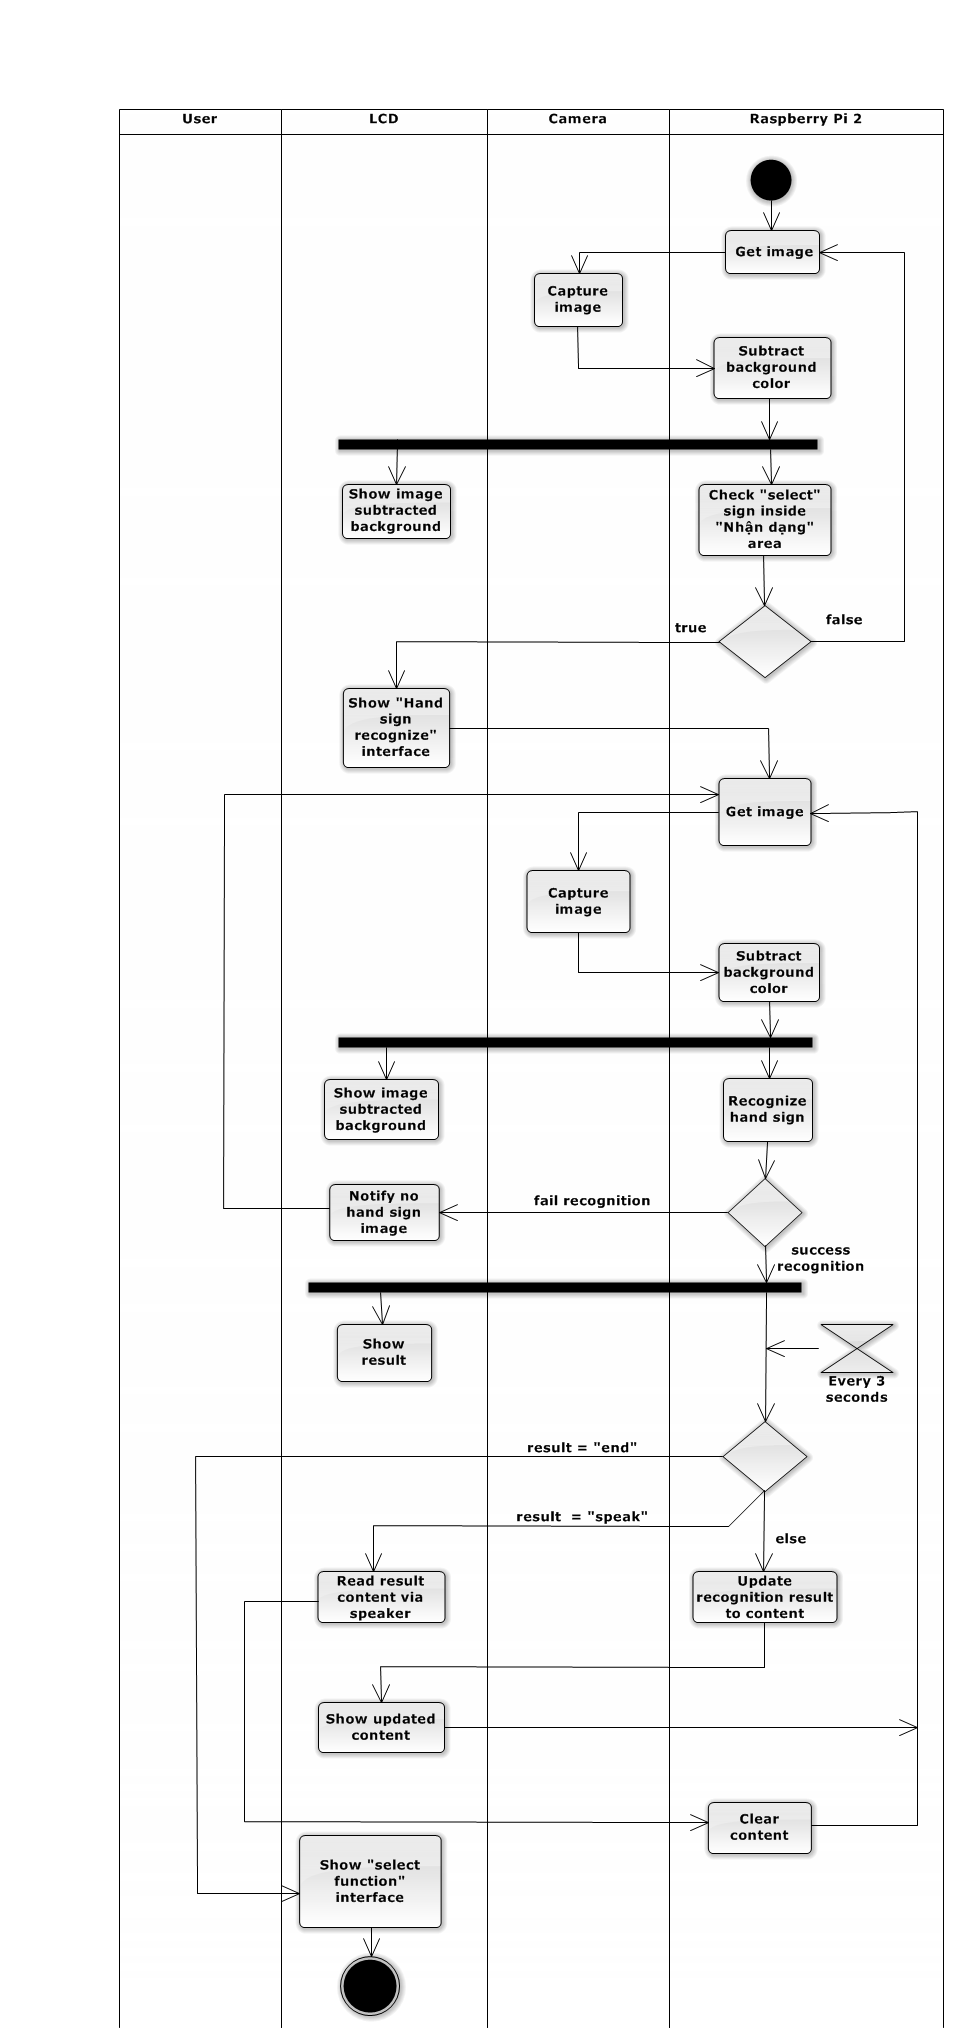 User
LCD
Camera
Raspberry Pi 2
Get image
Capture
image
Subtract
background
color
Show image
subtracted
background
Check "select"
sign inside
"Nhận dạng"
area
true
false
Show "Hand
sign
recognize"
interface
Get image
Capture
image
Subtract
background
color
Show image
subtracted
background
Recognize
hand sign
Notify no
hand sign
image
fail recognition
success
recognition
Show
result
Every 3
seconds
result = "end"
result = "speak"
else
Read result
content via
speaker
Update
recognition result
to content
Show updated
content
Clear
content
Show "select
function"
interface